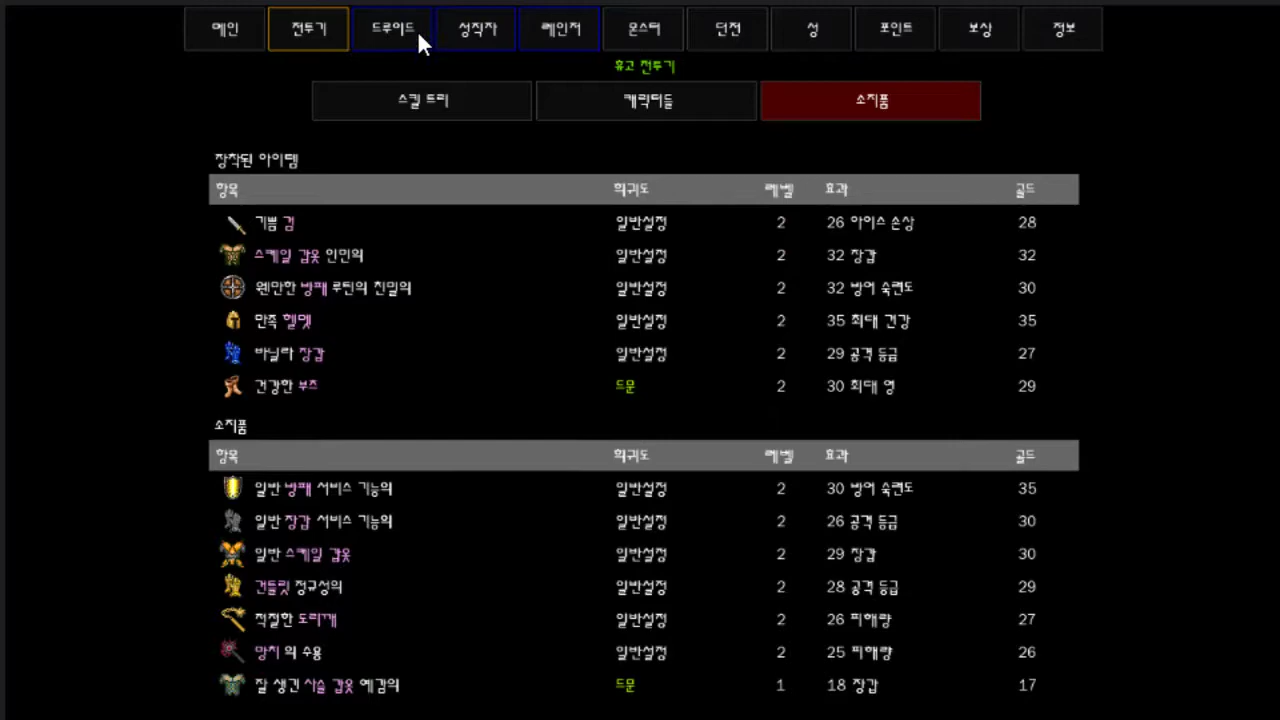 메인 전투기 드루이드 성직자 레인저 몬스터 던전 성 포인트 보상 정보
휴고 전투기
스킬 트리 캐릭터들 소지품
장착된 아이템
항목 희귀도 레벨 효과 골드
기쁨 검 일반설정 2 26 아이스 손상 28
스케일 갑옷 인민의 일반설정 2 32 장갑 32
웬만한 방패 루틴의 친밀의 일반설정 2 32 방어 숙련도 30
만족 헬멧 일반설정 2 35 최대 건강 35
바닐라 장갑 일반설정 2 29 공격 등급 27
건강한 부츠 드문 2 30 최대 영 29
소지품
항목 희귀도 레벨 효과 골드
일반 방패 서비스 기능의 일반설정 2 30 방어 숙련도 35
일반 장갑 서비스 기능의 일반설정 2 26 공격 등급 30
일반 스케일 갑옷 일반설정 2 29 장갑 30
건틀릿 정규성의 일반설정 2 28 공격 등급 29
적절한 도리깨 일반설정 2 26 피해량 27
망치 의 수용 일반설정 2 25 피해량 26
잘 생긴 사슬 갑옷 예감의 드문 1 18 장갑 17